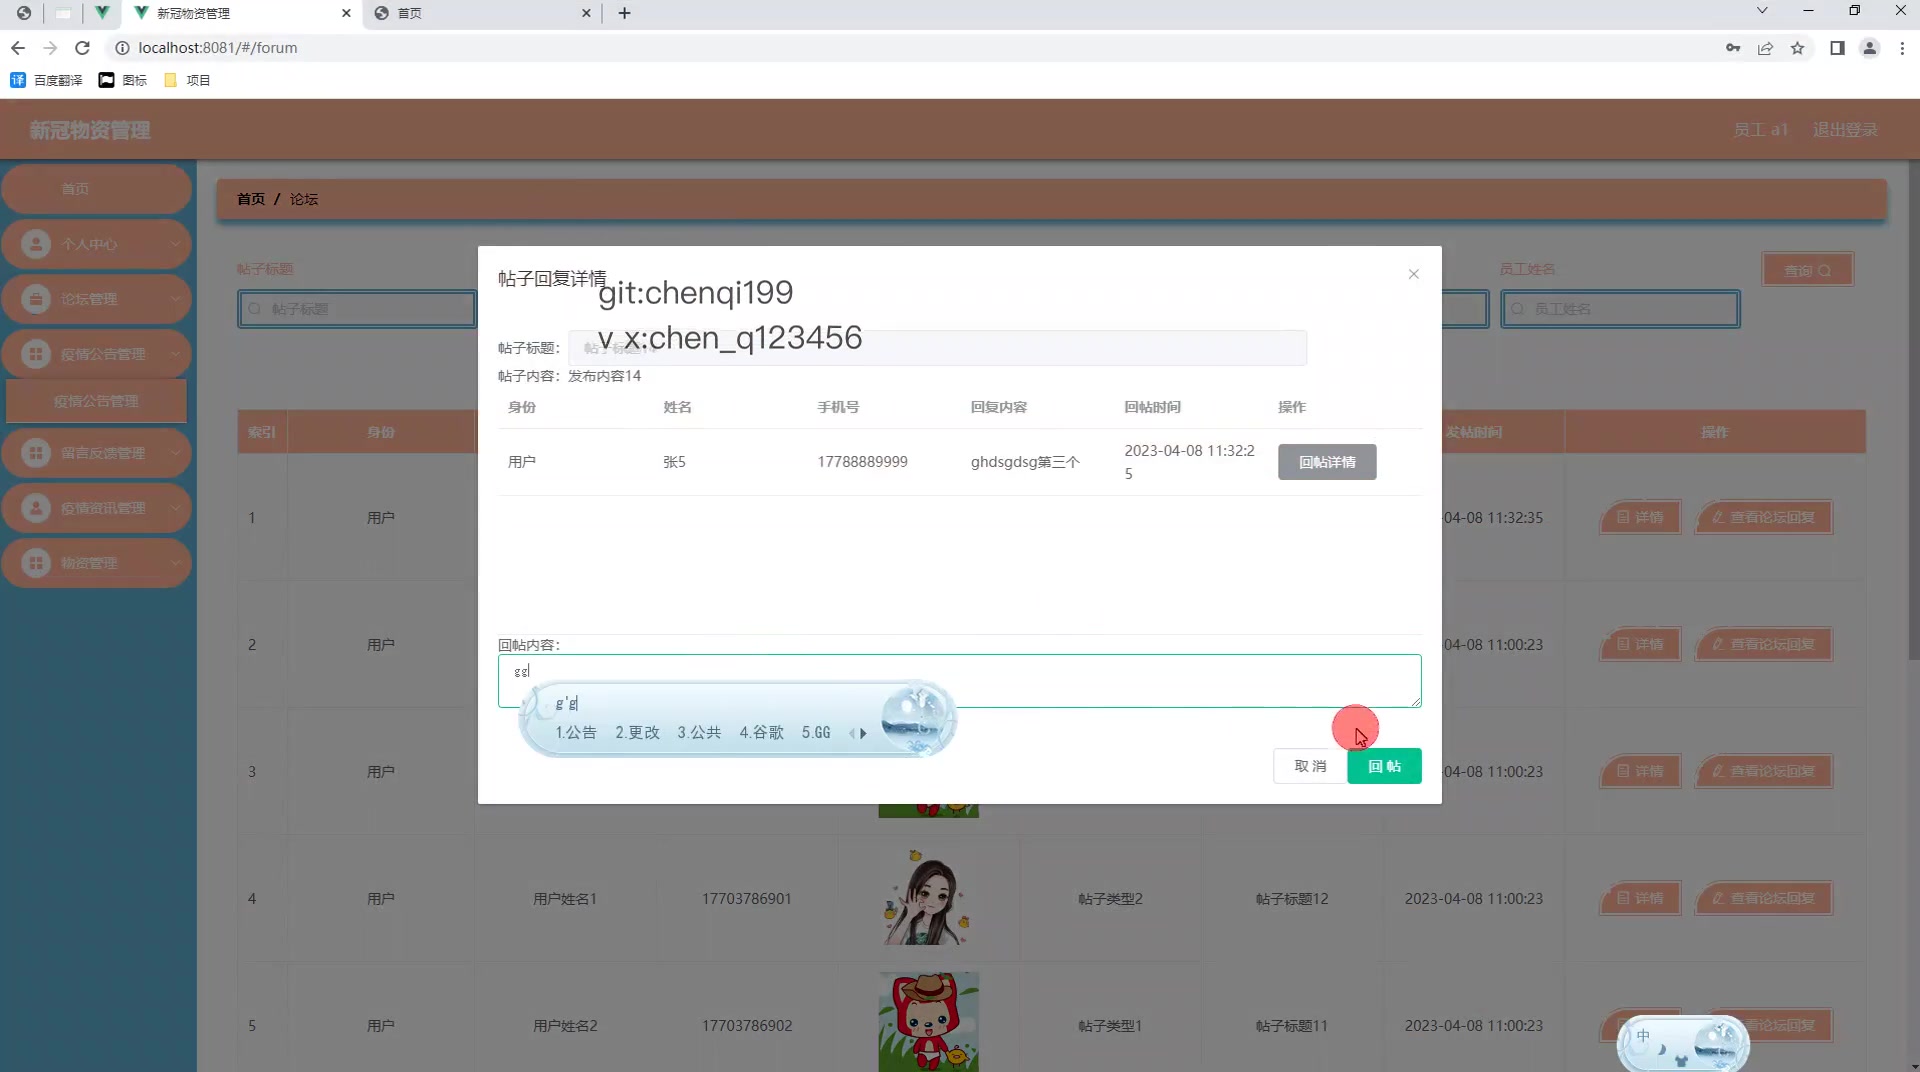 新冠物资管理
首页
localhost:8081/#/forum
百度翻译
图标
项目
新冠物资管理
员工 a1
退出登录
首页
个人中心
论坛管理
疫情公告管理
疫情公告管理
留言反馈管理
疫情资讯管理
物资管理
首页 / 论坛
帖子标题
帖子标题
员工姓名
员工姓名
查询
索引 身份 发帖时间 操作
1 用户 04-08 11:32:35 详情 查看论坛回复
2 用户 04-08 11:00:23 详情 查看论坛回复
3 用户 04-08 11:00:23 详情 查看论坛回复
4 用户 用户姓名1 17703786901 帖子类型2 帖子标题12 2023-04-08 11:00:23 详情 查看论坛回复
5 用户 用户姓名2 17703786902 帖子类型1 帖子标题11 2023-04-08 11:00:23 论坛回复
帖子回复详情
git:chenqi199
v x:chen_q123456
帖子标题:
帖子内容: 发布内容14
身份 姓名 手机号 回复内容 回帖时间 操作
用户 张5 17788889999 ghdsgdsg第三个 2023-04-08 11:32:2
5
回帖详情
回帖内容:
gg
g'g
1.公告 2.更改 3.公共 4.谷歌 5.GG
取 消
回 帖
中